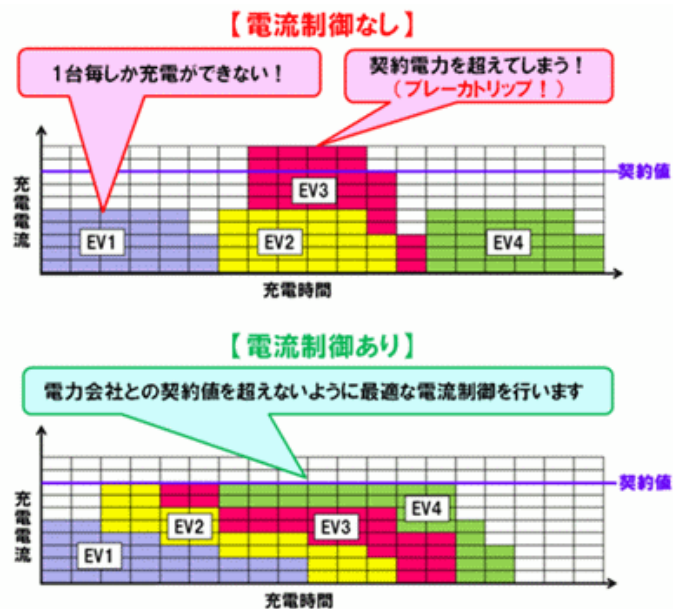 【電流制御なし】
1台毎しか充電ができない！
契約電力を超えてしまう！
（ブレーカトリップ！）
契約値
充電電流
EV1
EV2
EV3
EV4
充電時間
【電流制御あり】
電力会社との契約値を超えないように最適な電流制御を行います
契約値
充電電流
EV1
EV2
EV3
EV4
充電時間